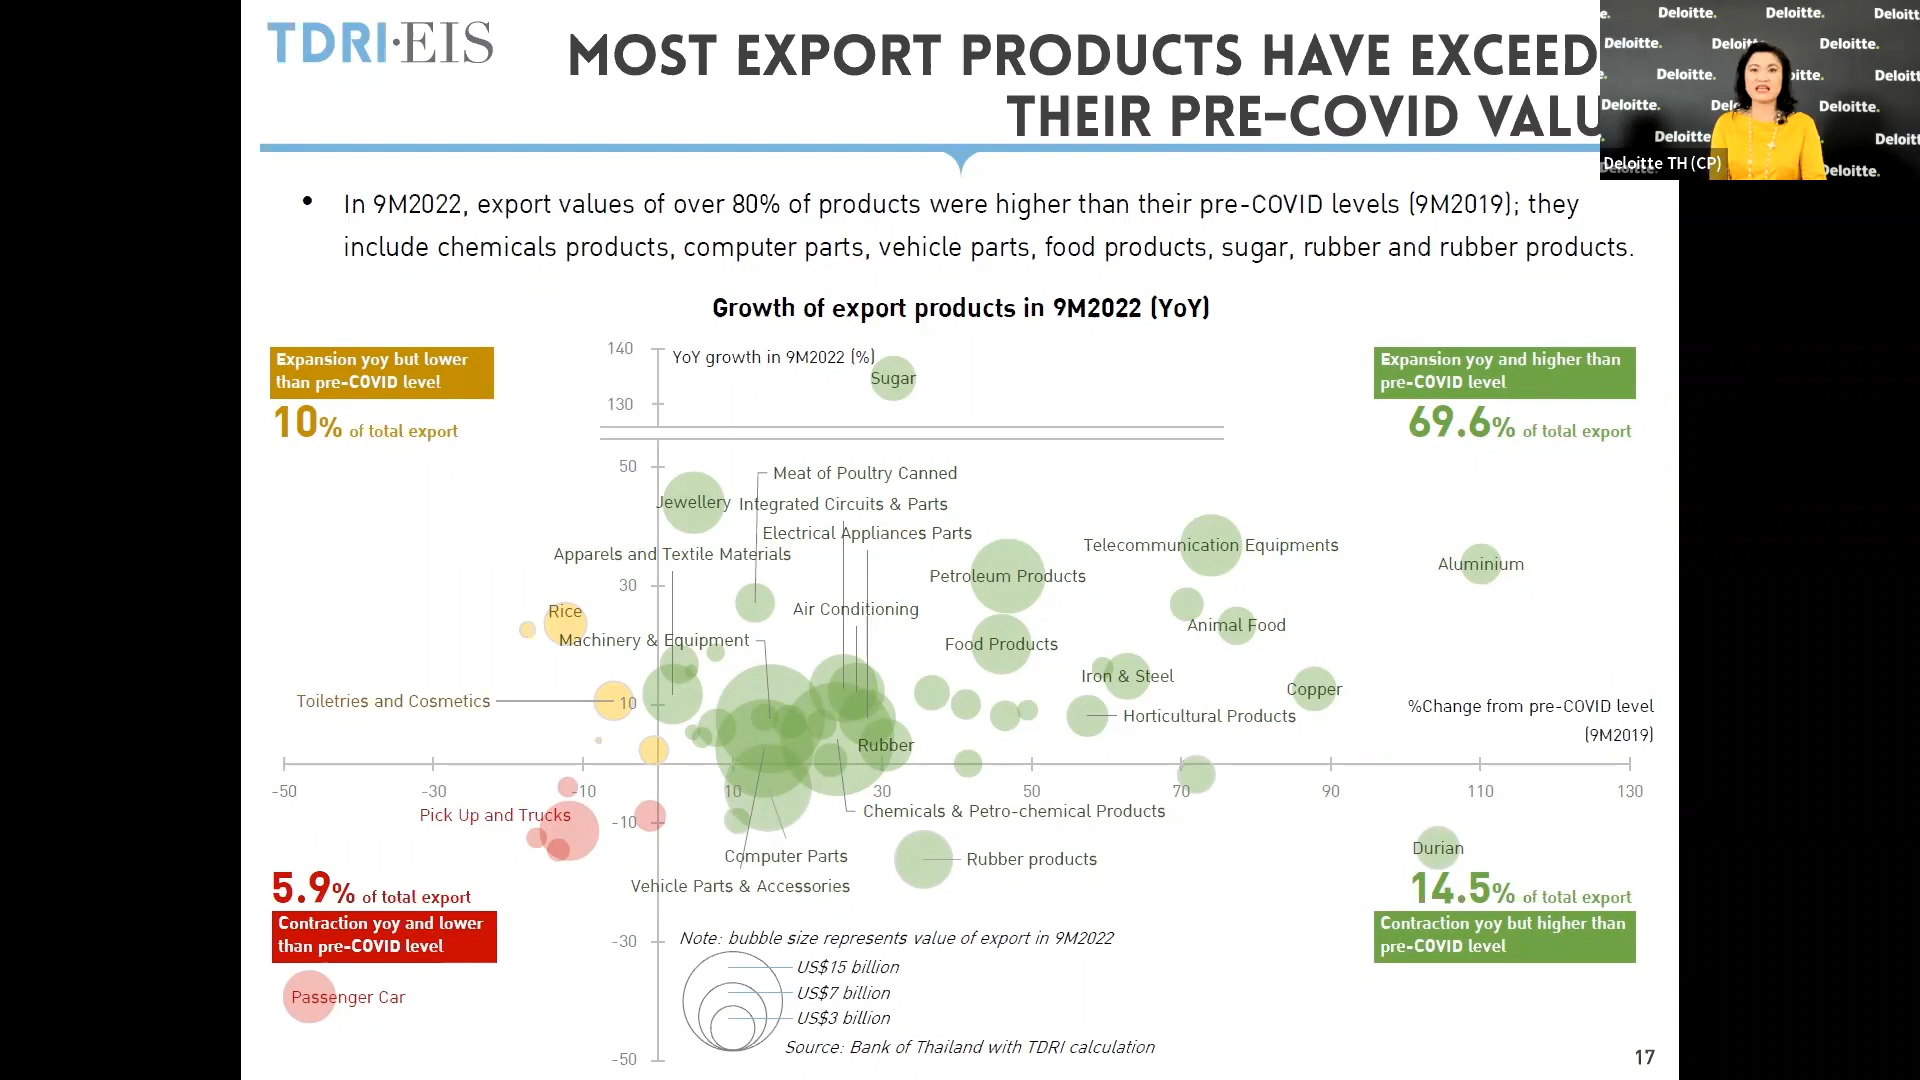 TDRI·EIS
MOST EXPORT PRODUCTS HAVE EXCEED
THEIR PRE-COVID VALU
Deloitte. Deloitte. Deloitt
Deloitte. Deloitte.
Deloitte. Deloitt
Deloitte. Deloitte.
Deloitte Deloitt
Deloitte.
Deloitte TH (CP)
• In 9M2022, export values of over 80% of products were higher than their pre-COVID levels (9M2019); they
include chemicals products, computer parts, vehicle parts, food products, sugar, rubber and rubber products.
Growth of export products in 9M2022 (YoY)
Expansion yoy but lower
than pre-COVID level
10% of total export
Expansion yoy and higher than
pre-COVID level
69.6% of total export
YoY growth in 9M2022 (%)
140
130
50
30
10
-10
-30
-50
Sugar
Meat of Poultry Canned
Jewellery
Integrated Circuits & Parts
Electrical Appliances Parts
Apparels and Textile Materials
Telecommunication Equipments
Aluminium
Petroleum Products
Rice
Air Conditioning
Animal Food
Machinery & Equipment
Food Products
Iron & Steel
Copper
Toiletries and Cosmetics
Horticultural Products
%Change from pre-COVID level
(9M2019)
Rubber
-50 -30 -10 10 30 50 70 90 110 130
Pick Up and Trucks
Chemicals & Petro-chemical Products
Computer Parts
Rubber products
Durian
Vehicle Parts & Accessories
5.9% of total export
Contraction yoy and lower
than pre-COVID level
14.5% of total export
Contraction yoy but higher than
pre-COVID level
Passenger Car
Note: bubble size represents value of export in 9M2022
US$15 billion
US$7 billion
US$3 billion
Source: Bank of Thailand with TDRI calculation
17